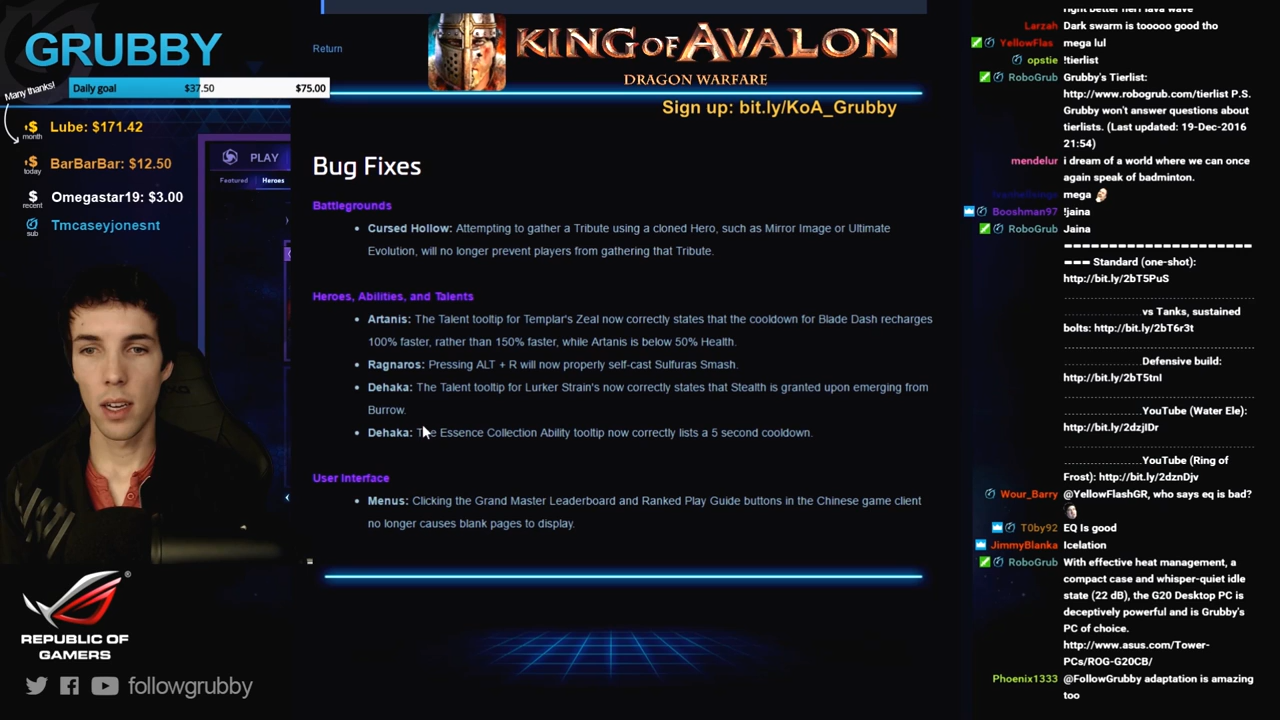 GRUBBY
Many thanks!
Daily goal $37.50 $75.00
$ month Lube: $171.42
$ today BarBarBar: $12.50
$ recent Omegastar19: $3.00
sub Tmcaseyjonesnt
PLAY
Featured Heroes
REPUBLIC OF
GAMERS
followgrubby
Return
KING OF AVALON
DRAGON WARFARE
Sign up: bit.ly/KoA_Grubby
Bug Fixes
Battlegrounds
Cursed Hollow: Attempting to gather a Tribute using a cloned Hero, such as Mirror Image or Ultimate
Evolution, will no longer prevent players from gathering that Tribute.
Heroes, Abilities, and Talents
Artanis: The Talent tooltip for Templar's Zeal now correctly states that the cooldown for Blade Dash recharges
100% faster, rather than 150% faster, while Artanis is below 50% Health.
Ragnaros: Pressing ALT + R will now properly self-cast Sulfuras Smash.
Dehaka: The Talent tooltip for Lurker Strain's now correctly states that Stealth is granted upon emerging from
Burrow.
Dehaka: The Essence Collection Ability tooltip now correctly lists a 5 second cooldown.
User Interface
Menus: Clicking the Grand Master Leaderboard and Ranked Play Guide buttons in the Chinese game client
no longer causes blank pages to display.
Larzah Dark swarm is tooooo good tho
YellowFlas mega lul
opstie !tierlist
RoboGrub Grubby's Tierlist:
http://www.robogrub.com/tierlist P.S.
Grubby won't answer questions about
tierlists. (Last updated: 19-Dec-2016
21:54)
mendelur i dream of a world where we can once
again speak of badminton.
mega
Booshman97 !jaina
RoboGrub Jaina
Standard (one-shot):
http://bit.ly/2bT5PuS
vs Tanks, sustained
bolts: http://bit.ly/2bT6r3t
Defensive build:
http://bit.ly/2bT5tnI
YouTube (Water Ele):
http://bit.ly/2dzjIDr
YouTube (Ring of
Frost): http://bit.ly/2dznDjv
Wour_Barry @YellowFlashGR, who says eq is bad?
T0by92 EQ Is good
JimmyBlanka Icelation
RoboGrub With effective heat management, a
compact case and whisper-quiet idle
state (22 dB), the G20 Desktop PC is
deceptively powerful and is Grubby's
PC of choice.
http://www.asus.com/Tower-
PCs/ROG-G20CB/
Phoenix1333 @FollowGrubby adaptation is amazing
too